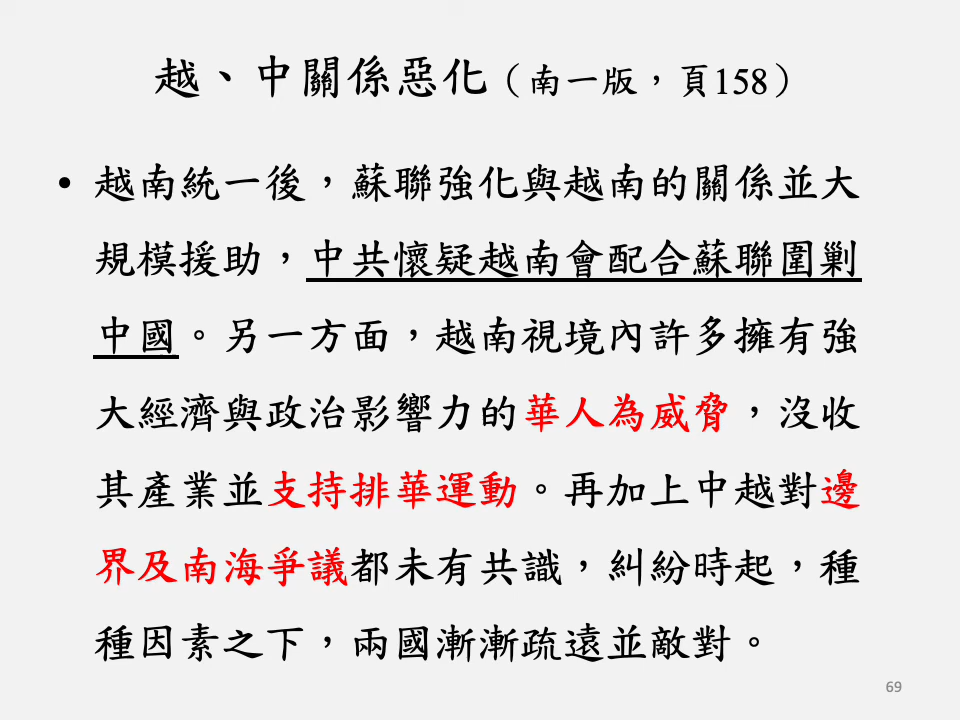 越、中關係惡化（南一版，頁158）
• 越南統一後，蘇聯強化與越南的關係並大
規模援助，中共懷疑越南會配合蘇聯圍剿
中國。另一方面，越南視境內許多擁有強
大經濟與政治影響力的華人為威脅，沒收
其產業並支持排華運動。再加上中越對邊
界及南海爭議都未有共識，糾紛時起，種
種因素之下，兩國漸漸疏遠並敵對。
69